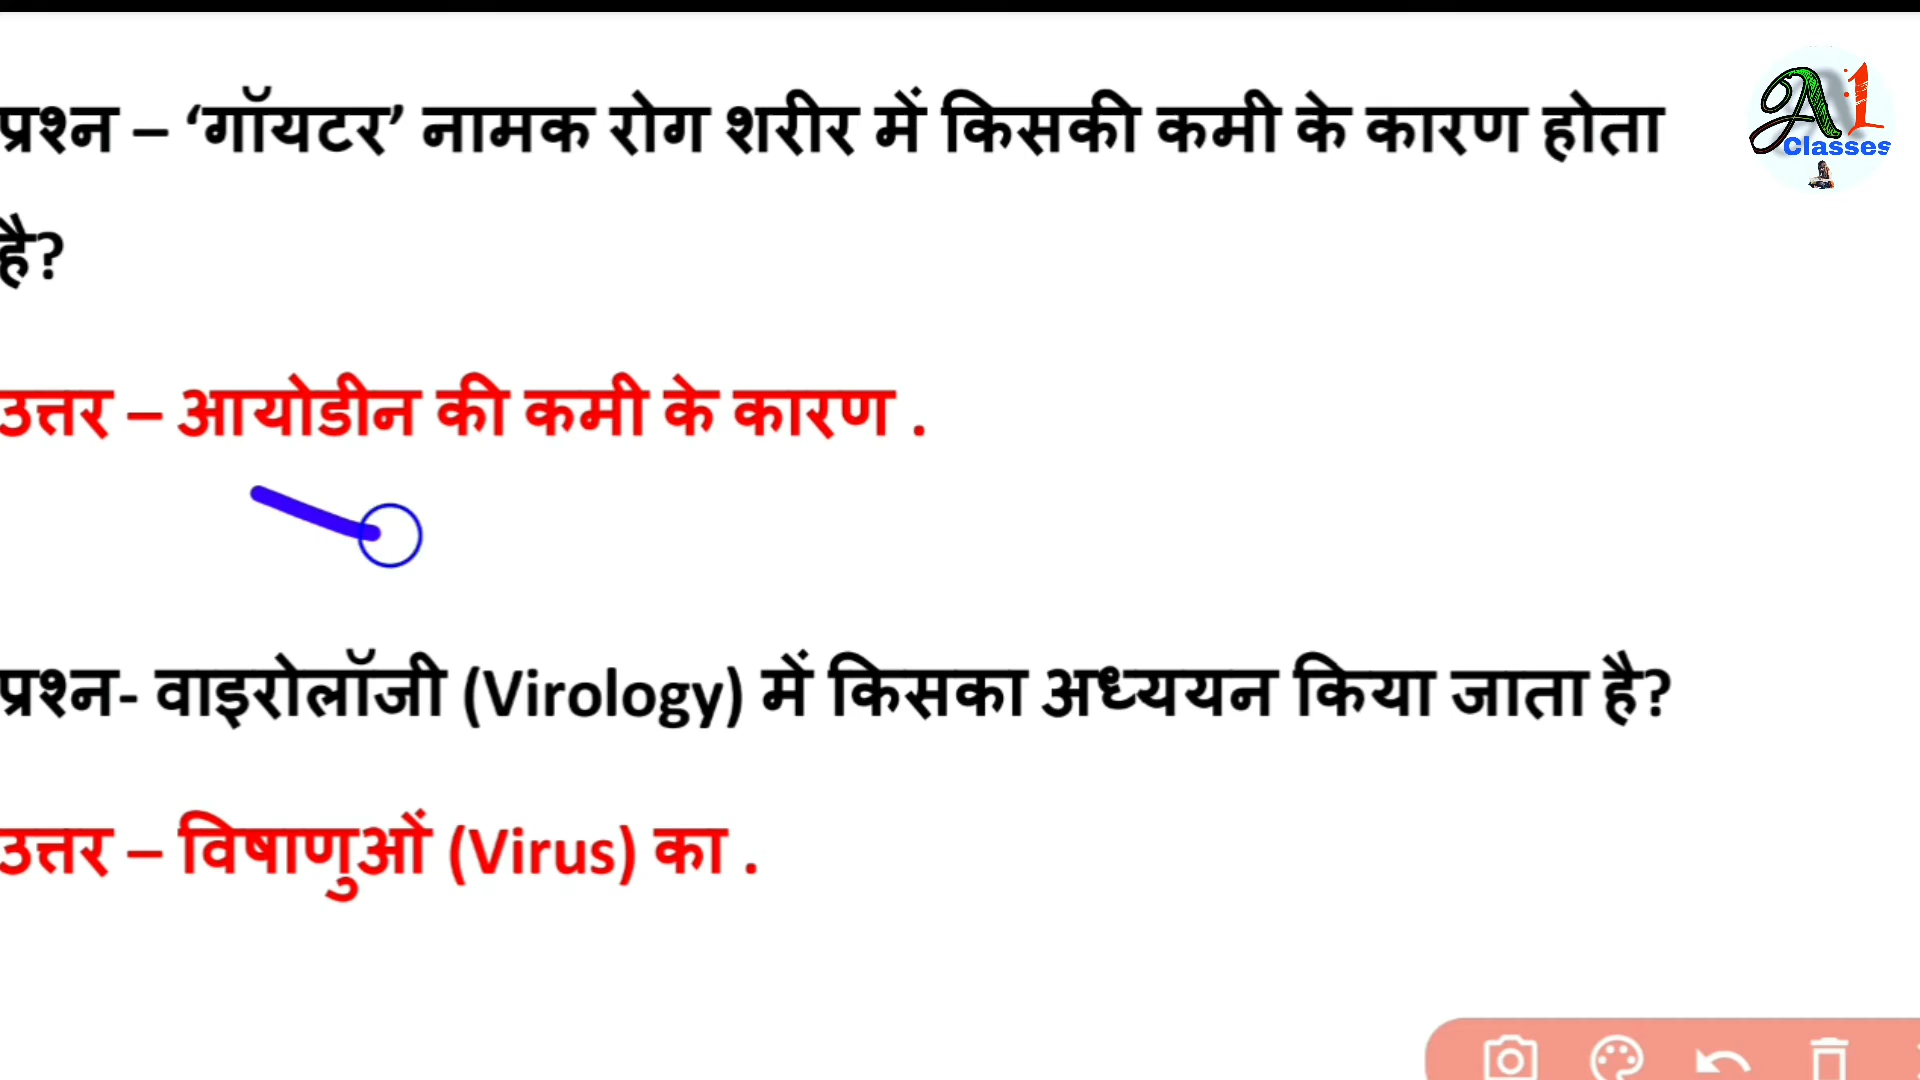 प्रश्न – ‘गॉयटर’ नामक रोग शरीर में किसकी कमी के कारण होता
है?
A1
Classes
उत्तर – आयोडीन की कमी के कारण .
प्रश्न- वाइरोलॉजी (Virology) में किसका अध्ययन किया जाता है?
उत्तर – विषाणुओं (Virus) का .